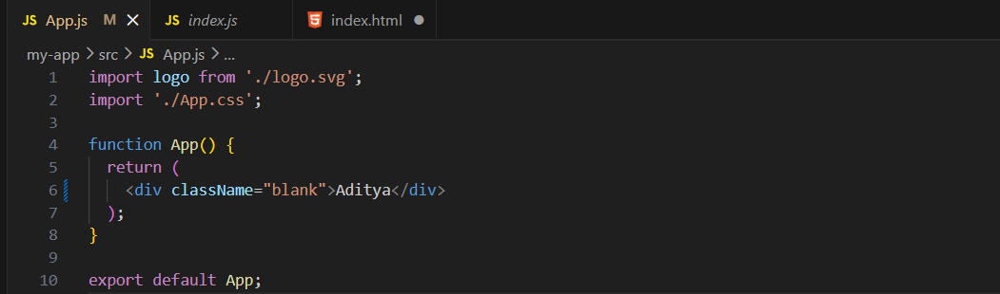 JS App.js M × JS index.js index.html ●
my-app > src > JS App.js > ...
1 import logo from './logo.svg';
2 import './App.css';
3
4 function App() {
5 return (
6 <div className="blank">Aditya</div>
7 );
8 }
9
10 export default App;